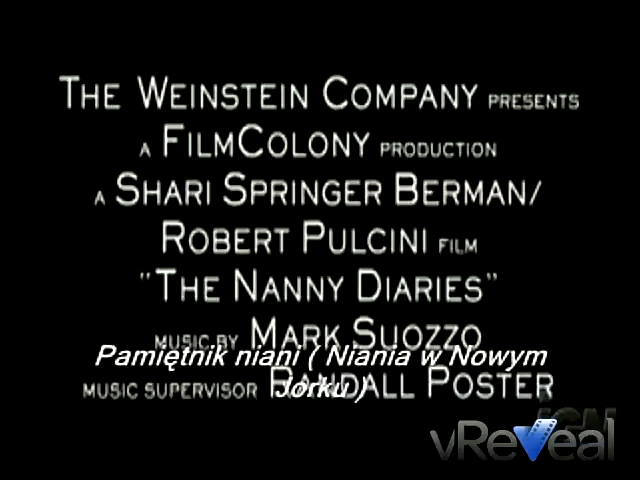 THE WEINSTEIN COMPANY PRESENTS
A FILMCOLONY PRODUCTION
A SHARI SPRINGER BERMAN/
ROBERT PULCINI FILM
"THE NANNY DIARIES"
MUSIC BY MARK SUOZZO
Pamiętnik niani ( Niania w Nowym
Jorku )
MUSIC SUPERVISOR RANDALL POSTER
vReveal